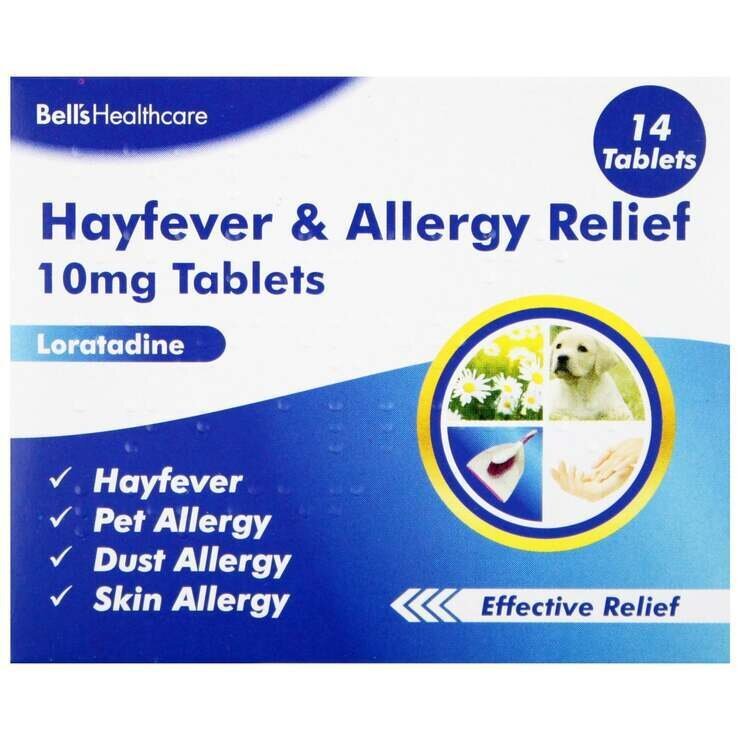 Bell's Healthcare
14
Tablets
Hayfever & Allergy Relief
10mg Tablets
Loratadine
✓ Hayfever
✓ Pet Allergy
✓ Dust Allergy
✓ Skin Allergy
Effective Relief